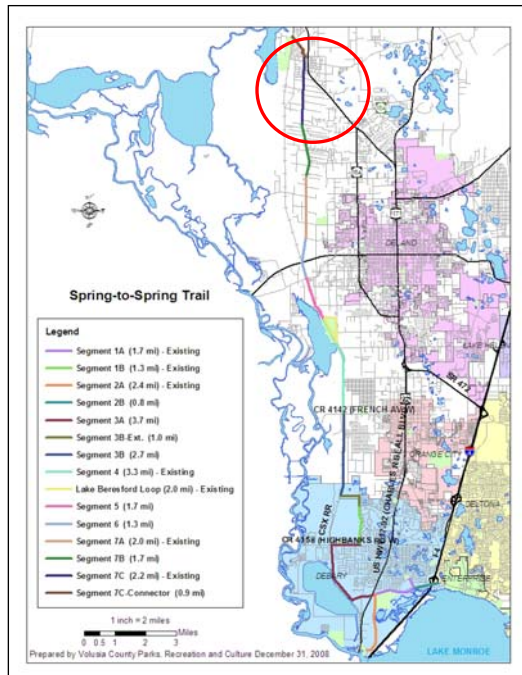 DELAND
Spring-to-Spring Trail
Legend
Segment 1A (1.7 mi) - Existing
Segment 1B (1.3 mi) - Existing
Segment 2A (2.4 mi) - Existing
Segment 2B (0.8 mi)
Segment 3A (3.7 mi)
Segment 3B-Ext. (1.0 mi)
Segment 3B (2.7 mi)
Segment 4 (3.3 mi) - Existing
Lake Beresford Loop (2.0 mi) - Existing
Segment 5 (1.7 mi)
Segment 6 (1.3 mi)
Segment 7A (2.0 mi) - Existing
Segment 7B (1.7 mi)
Segment 7C (2.2 mi) - Existing
Segment 7C-Connector (0.9 mi)
LAKE
SR 472
CR 4142 (FRENCH AV)
ORANGE CITY
DELTONA
CSX RR
CR 4158 (HIGHBANKS
I-4
DEBARY
ENTERPRISE
LAKE MONROE
1 inch = 2 miles
0 0.5 1 2 3
Miles
Prepared by Volusia County Parks, Recreation and Culture December 31, 2008